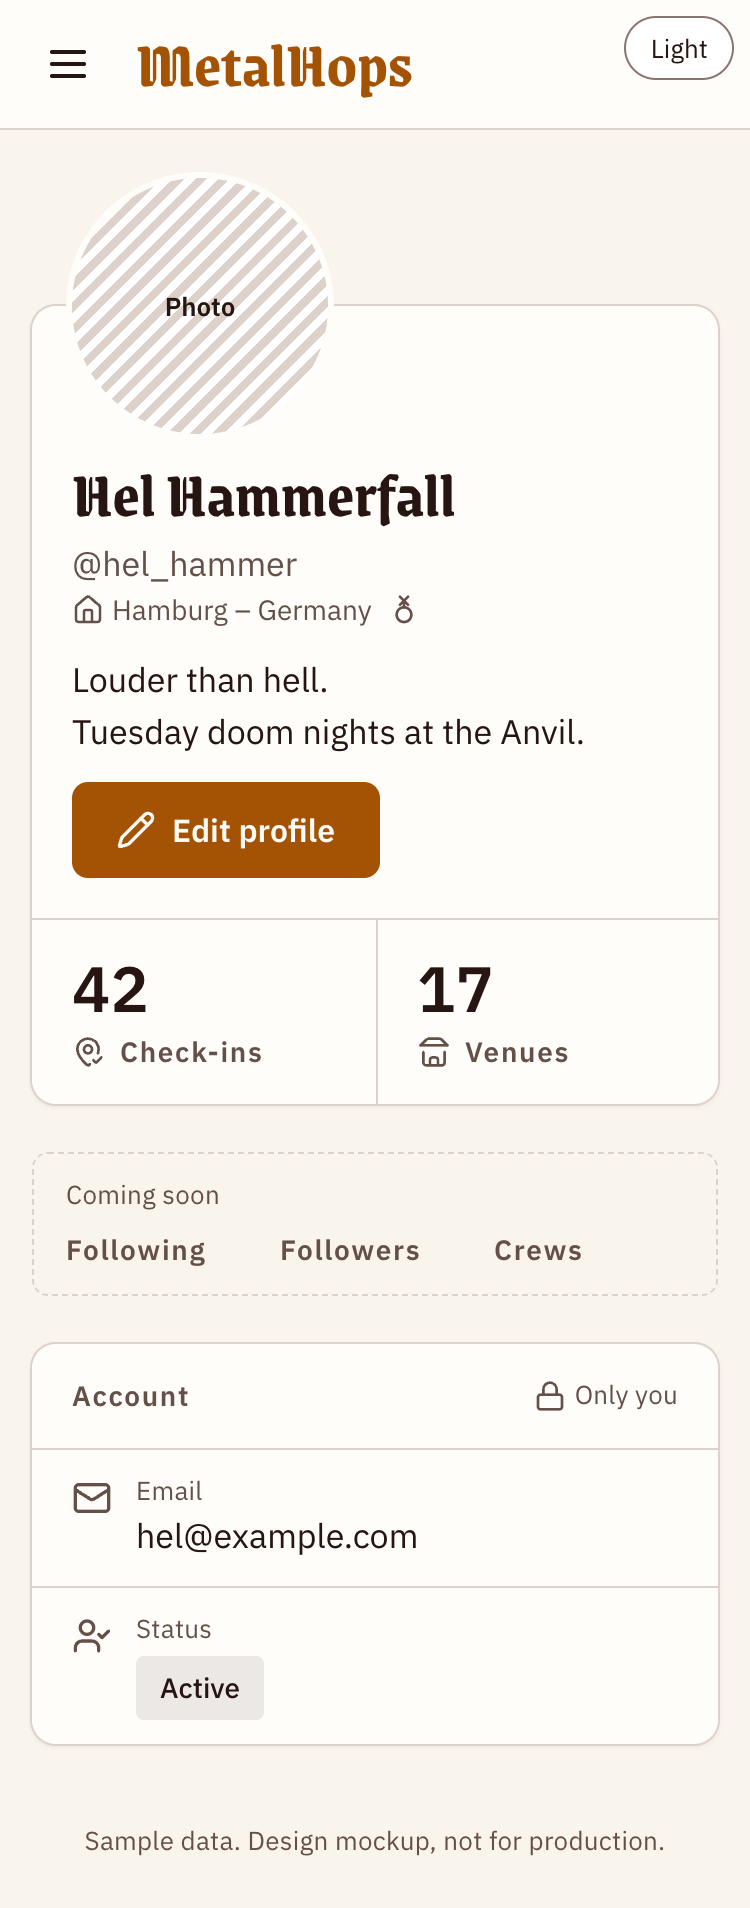 MetalHops
Light
Photo
Hel Hammerfall
@hel_hammer
Hamburg – Germany
Louder than hell.
Tuesday doom nights at the Anvil.
Edit profile
42
Check-ins
17
Venues
Coming soon
Following Followers Crews
Account
Only you
Email
hel@example.com
Status
Active
Sample data. Design mockup, not for production.